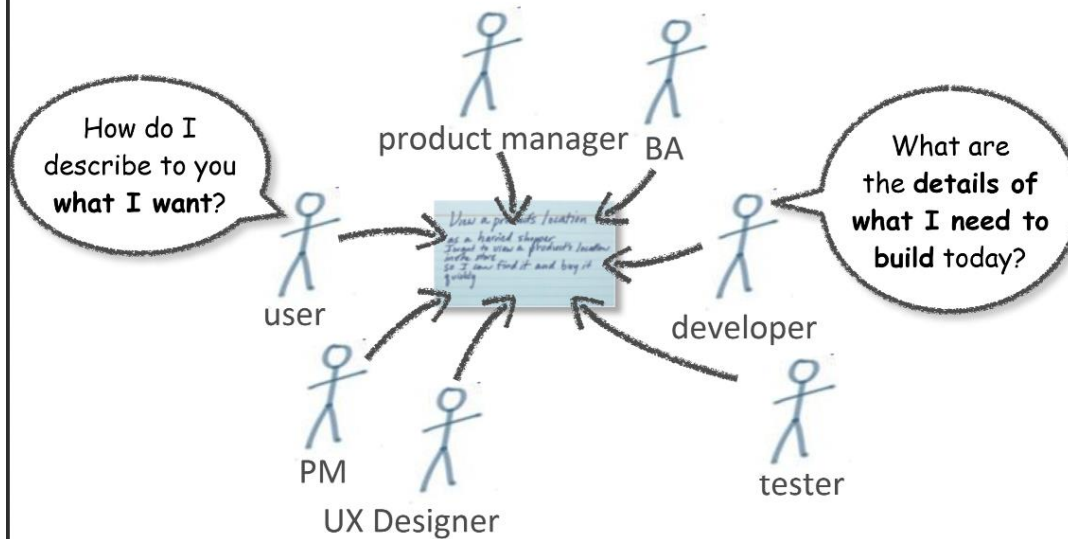 product manager
BA
How do I
describe to you
what I want?
What are
the details of
what I need to
build today?
View a product's location
as a harried shopper
I want to view a product's location
in the store
so I can find it and buy it
quickly
user
developer
PM
UX Designer
tester